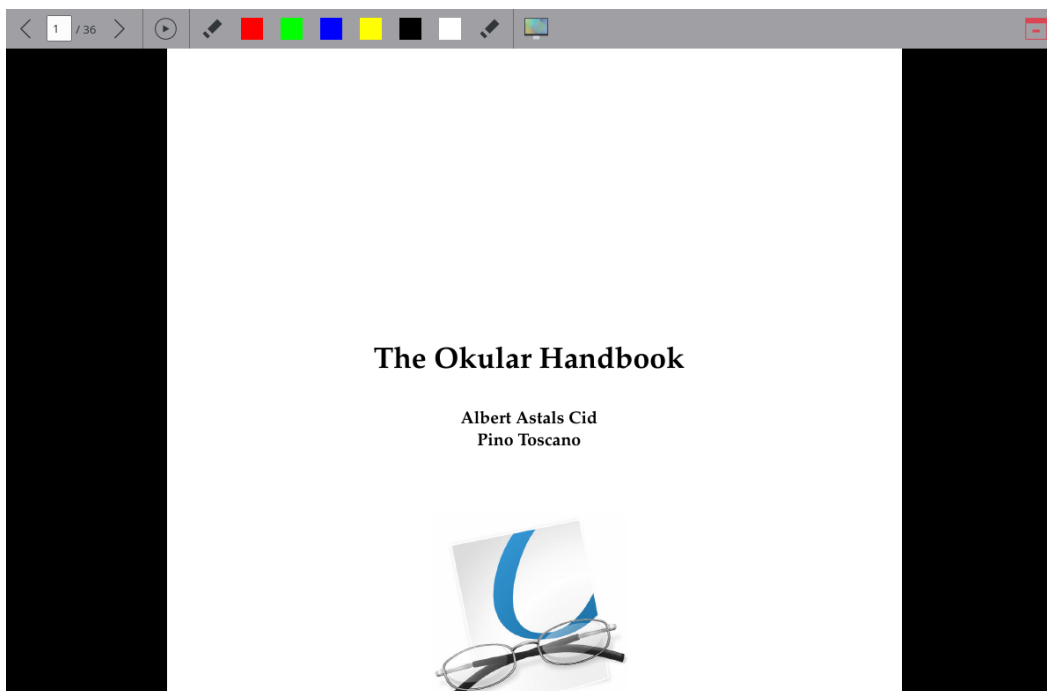 1 / 36
The Okular Handbook
Albert Astals Cid
Pino Toscano